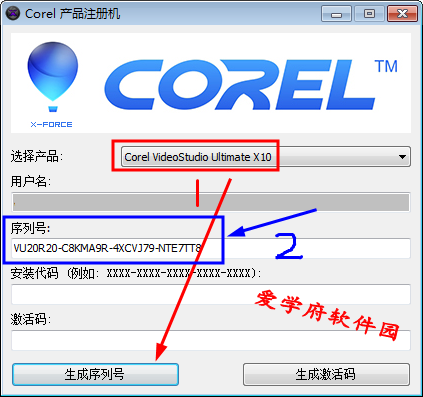 Corel 产品注册机
COREL™
X-FORCE
选择产品:
Corel VideoStudio Ultimate X10
用户名:
1
序列号:
VU20R20-C8KMA9R-4XCVJ79-NTE7TT8
2
安装代码 (例如: XXXX-XXXX-XXXX-XXXX-XXXX):
爱学府软件园
激活码:
生成序列号
生成激活码